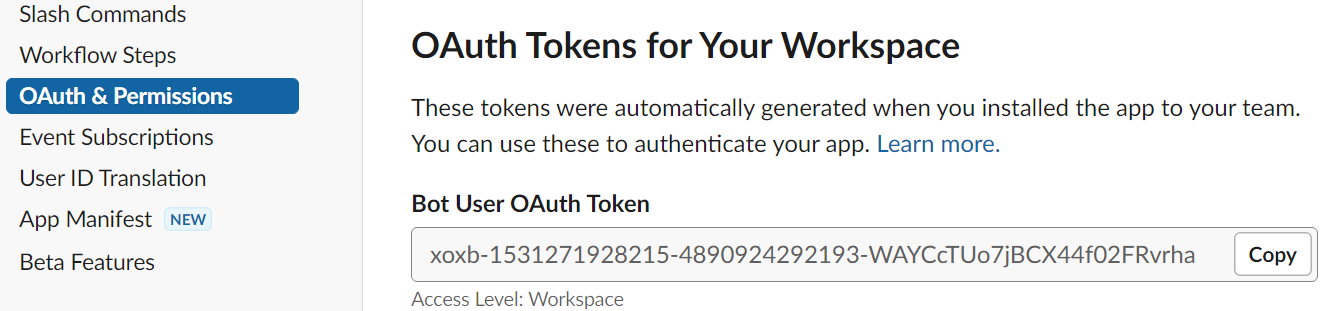 Slash Commands
Workflow Steps
OAuth & Permissions
Event Subscriptions
User ID Translation
App Manifest NEW
Beta Features
OAuth Tokens for Your Workspace
These tokens were automatically generated when you installed the app to your team.
You can use these to authenticate your app. Learn more.
Bot User OAuth Token
xoxb-1531271928215-4890924292193-WAYCcTUo7jBCX44f02FRvrha Copy
Access Level: Workspace